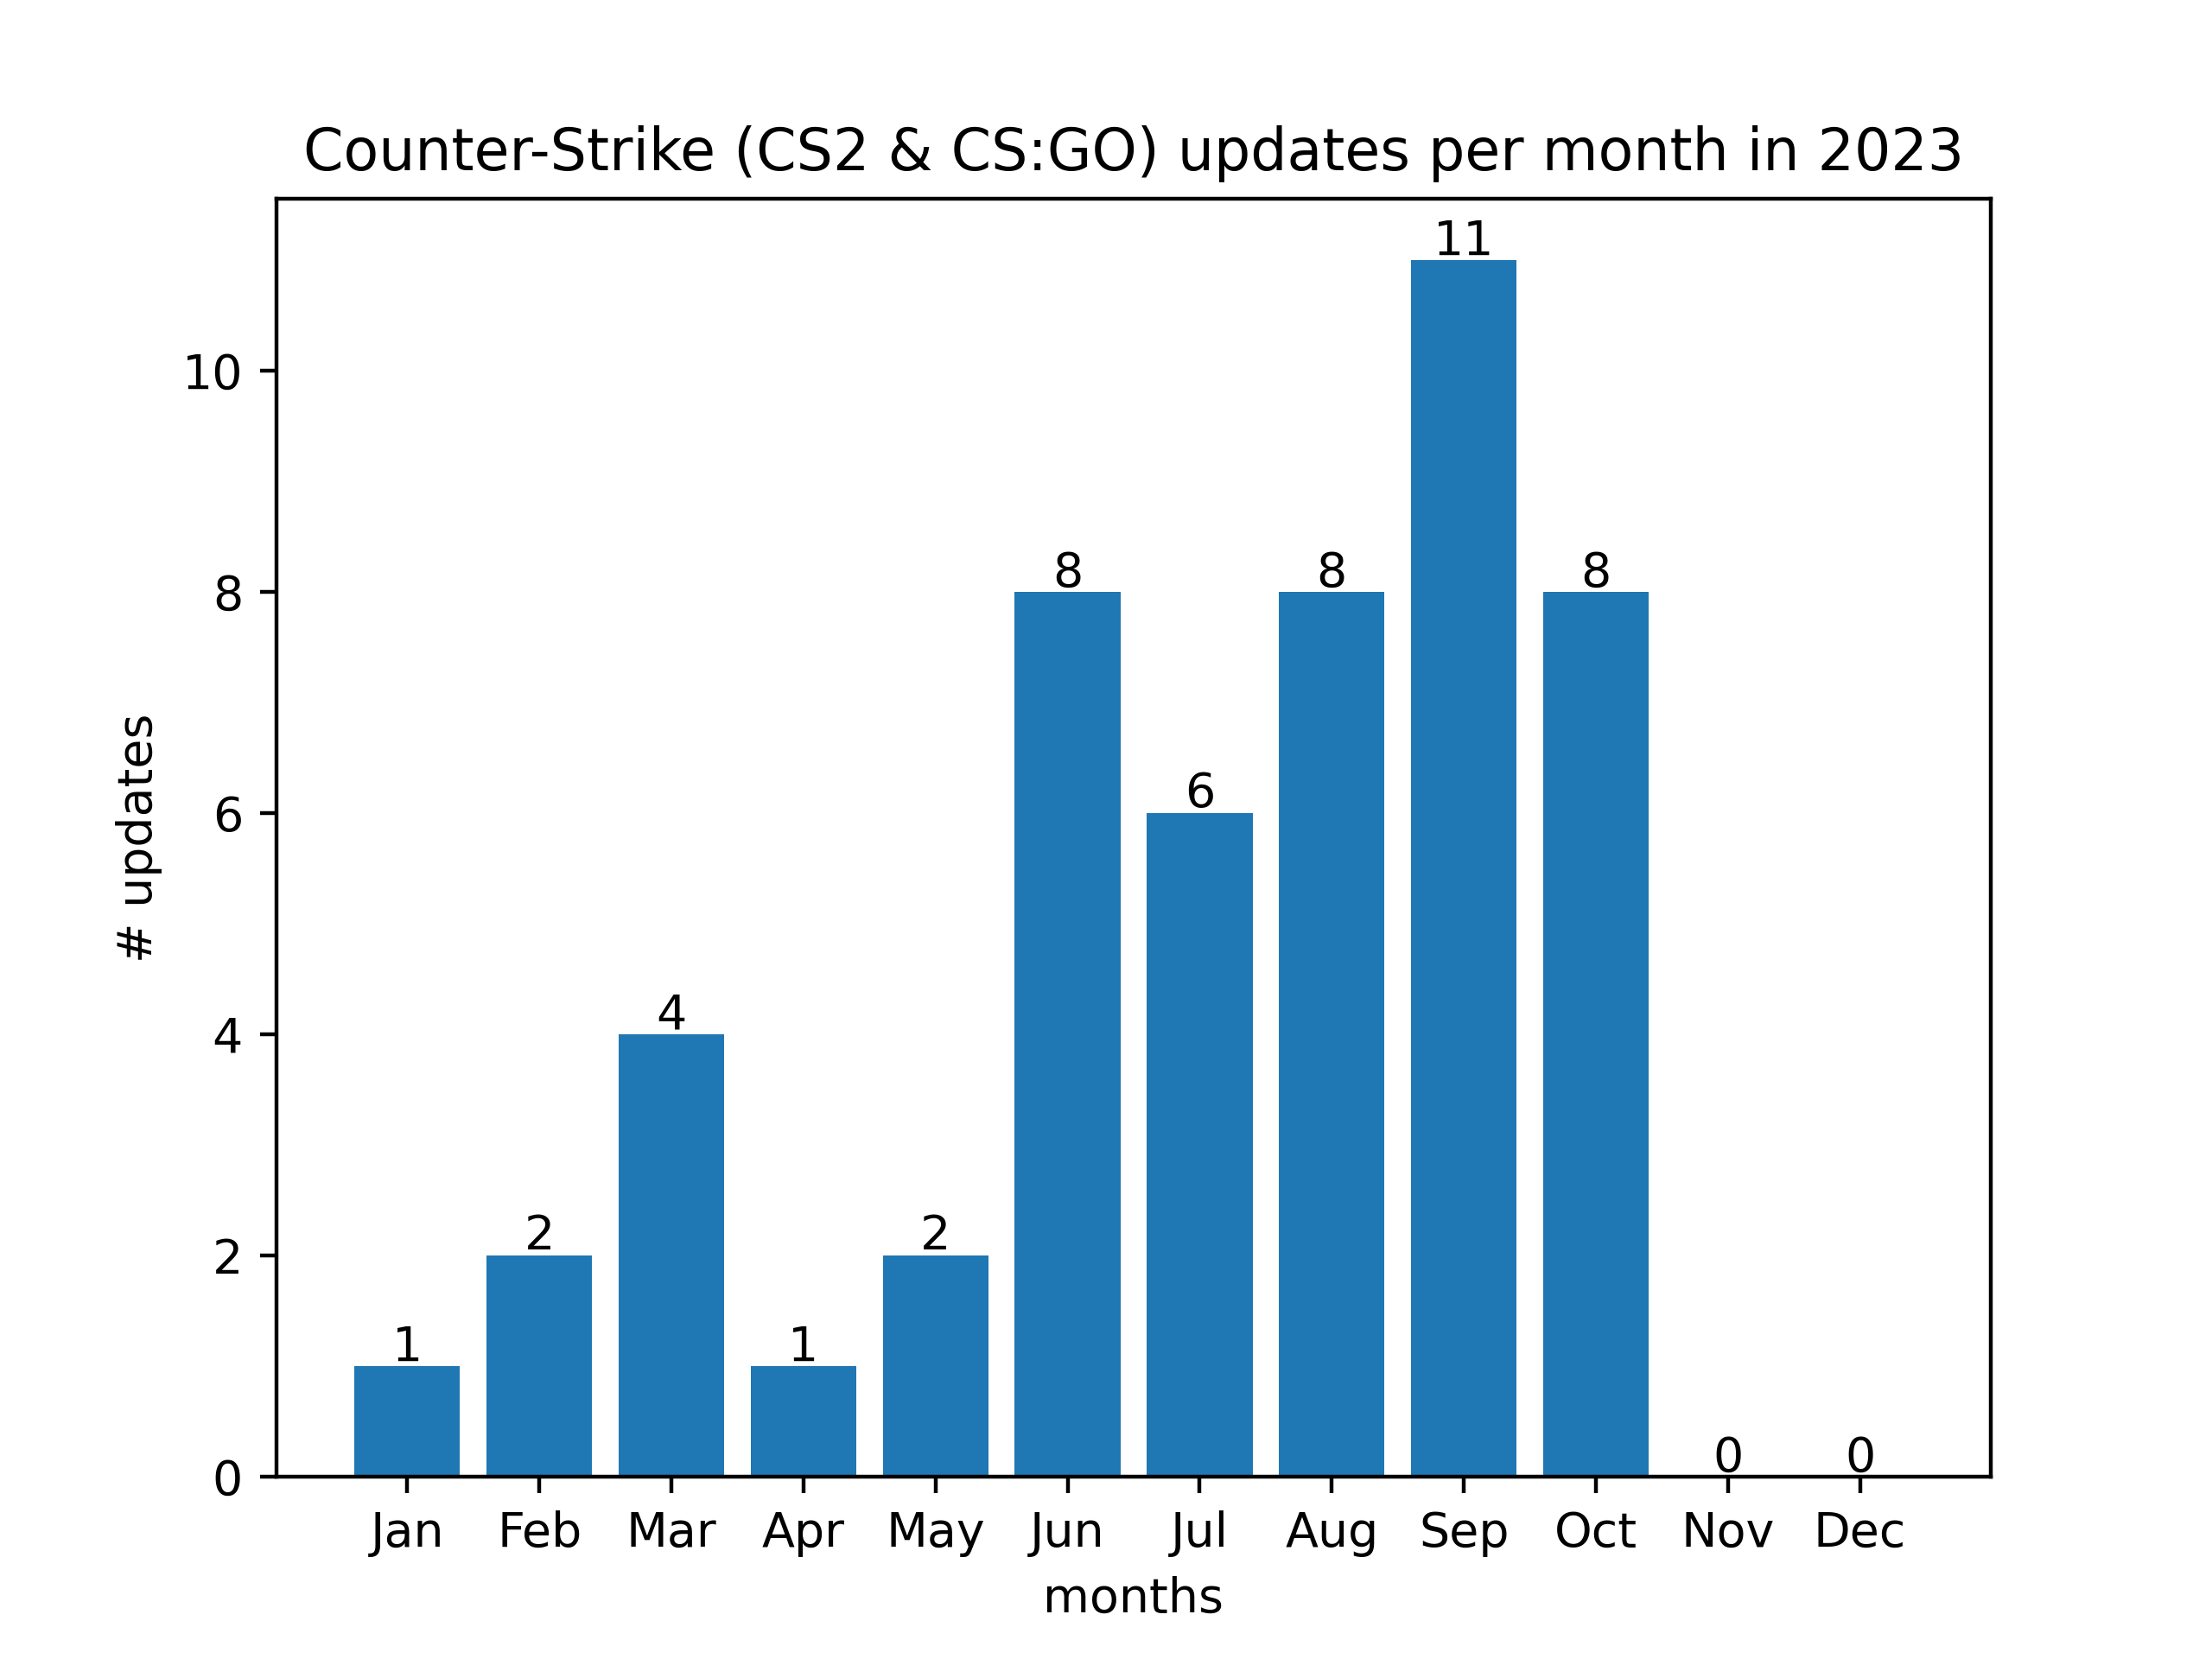 Counter-Strike (CS2 & CS:GO) updates per month in 2023
11
10
8 8 8
8
6
6
# updates
4
4
2 2
2
1 1
0 0
0
Jan Feb Mar Apr May Jun Jul Aug Sep Oct Nov Dec
months